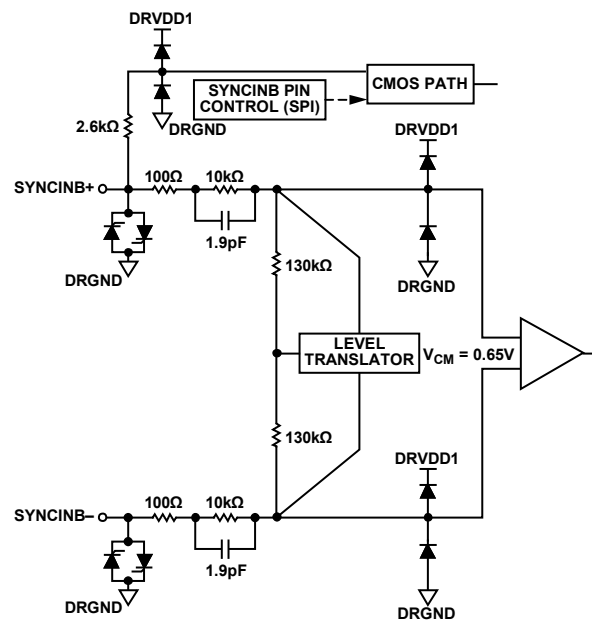 DRVDD1
CMOS PATH
SYNCINB PIN
CONTROL (SPI)
2.6kΩ
DRGND
DRVDD1
100Ω
10kΩ
SYNCINB+
1.9pF
DRGND
130kΩ
DRGND
LEVEL
TRANSLATOR
VCM = 0.65V
130kΩ
DRVDD1
100Ω
10kΩ
SYNCINB–
1.9pF
DRGND
DRGND